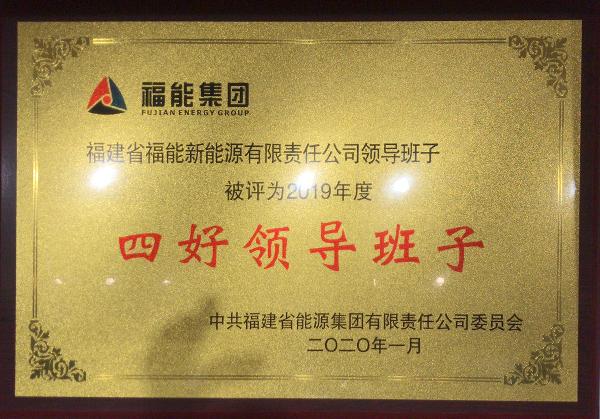 福能集团
FUJIAN ENERGY GROUP
福建省福能新能源有限责任公司领导班子
被评为2019年度
四好领导班子
中共福建省能源集团有限责任公司委员会
二〇二〇年一月